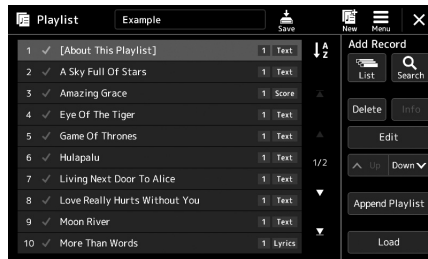 Playlist Example Save New Menu
1 [About This Playlist] 1 Text
2 A Sky Full Of Stars 1 Text
3 Amazing Grace 1 Score
4 Eye Of The Tiger 1 Text
5 Game Of Thrones 1 Text
6 Hulapalu 1 Text
7 Living Next Door To Alice 1 Text
8 Love Really Hurts Without You 1 Text
9 Moon River 1 Text
10 More Than Words 1 Lyrics
A
Z
1/2
Add Record
List Search
Delete Info
Edit
Up Down
Append Playlist
Load